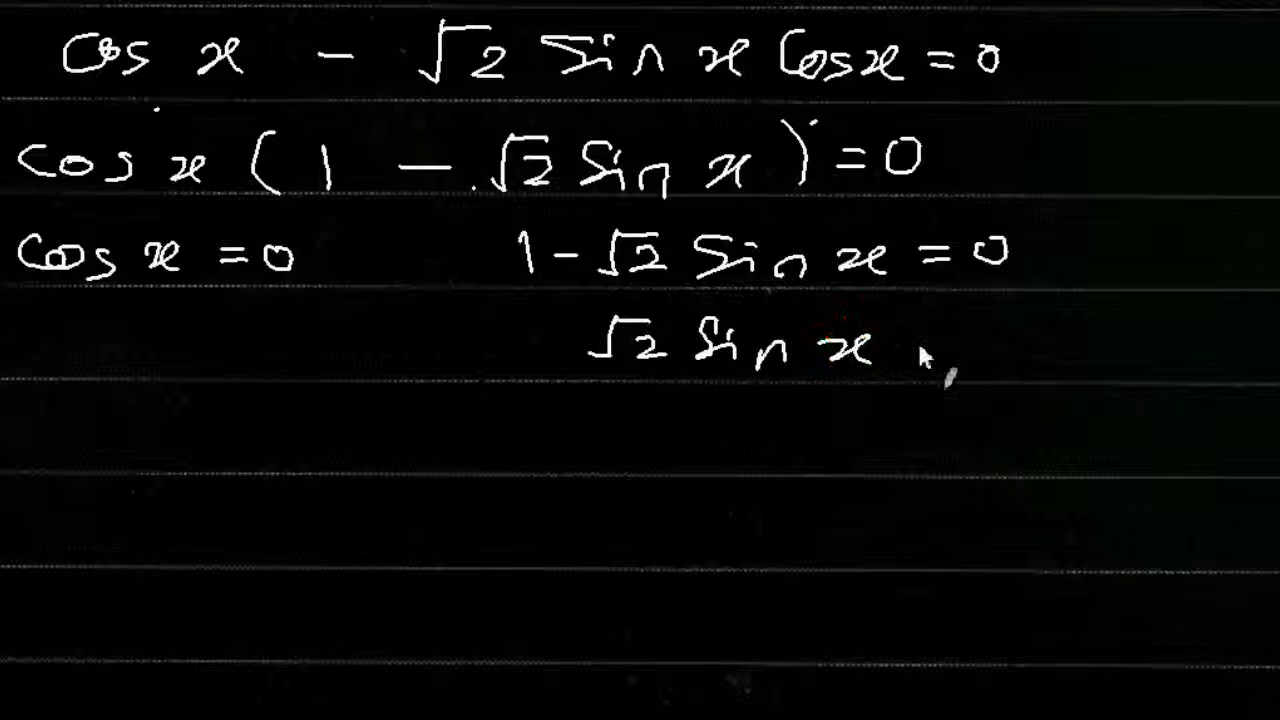 Cos x - √2 Sin x Cos x = 0
Cos x ( 1 - √2 Sin x ) = 0
Cos x = 0 1 - √2 Sin x = 0
√2 Sin x